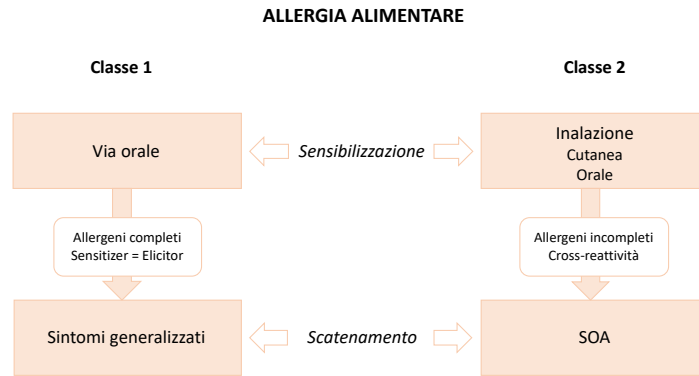 ALLERGIA ALIMENTARE
Classe 1
Classe 2
Via orale
Sensibilizzazione
Inalazione
Cutanea
Orale
Allergeni completi
Sensitizer = Elicitor
Allergeni incompleti
Cross-reattività
Sintomi generalizzati
Scatenamento
SOA